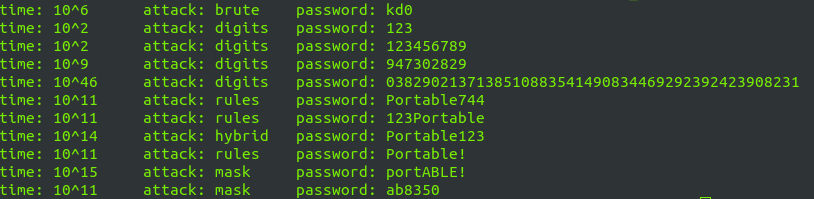 time: 10^6 attack: brute password: kd0
time: 10^2 attack: digits password: 123
time: 10^2 attack: digits password: 123456789
time: 10^9 attack: digits password: 947302829
time: 10^46 attack: digits password: 0382902137138510883541490834469292392423908231
time: 10^11 attack: rules password: Portable744
time: 10^11 attack: rules password: 123Portable
time: 10^14 attack: hybrid password: Portable123
time: 10^11 attack: rules password: Portable!
time: 10^15 attack: mask password: portABLE!
time: 10^11 attack: mask password: ab8350